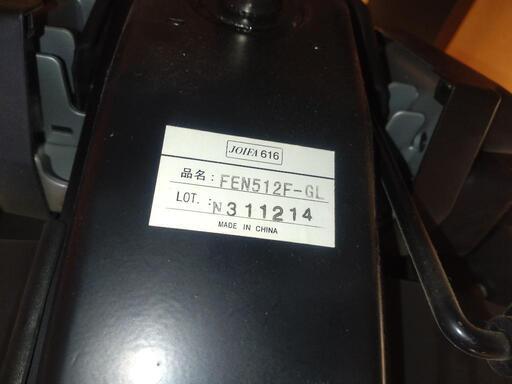 JOIFA 616
品名: FEN512F-GL
LOT. : N311214
MADE IN CHINA